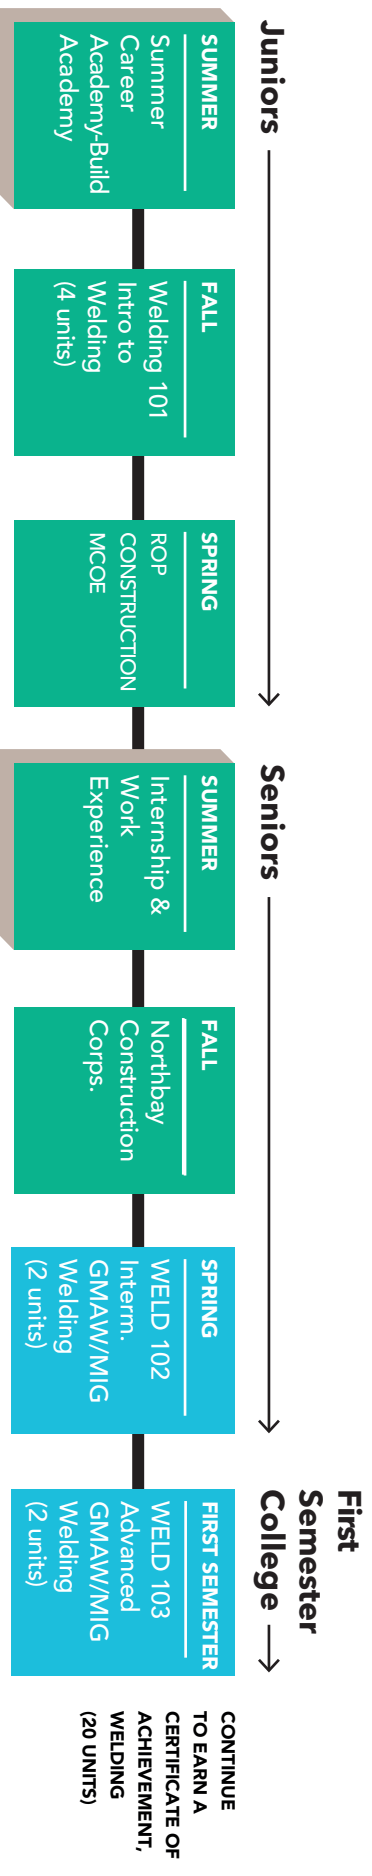 Juniors
SUMMER
Summer
Career
Academy-Build
Academy
FALL
Welding 101
Intro to
Welding
(4 units)
SPRING
ROP
CONSTRUCTION
MCOE
Seniors
SUMMER
Internship &
Work
Experience
FALL
Northbay
Construction
Corps.
SPRING
WELD 102
Interm.
GMAW/MIG
Welding
(2 units)
First
Semester
College
FIRST SEMESTER
WELD 103
Advanced
GMAW/MIG
Welding
(2 units)
CONTINUE
TO EARN A
CERTIFICATE OF
ACHIEVEMENT,
WELDING
(20 UNITS)